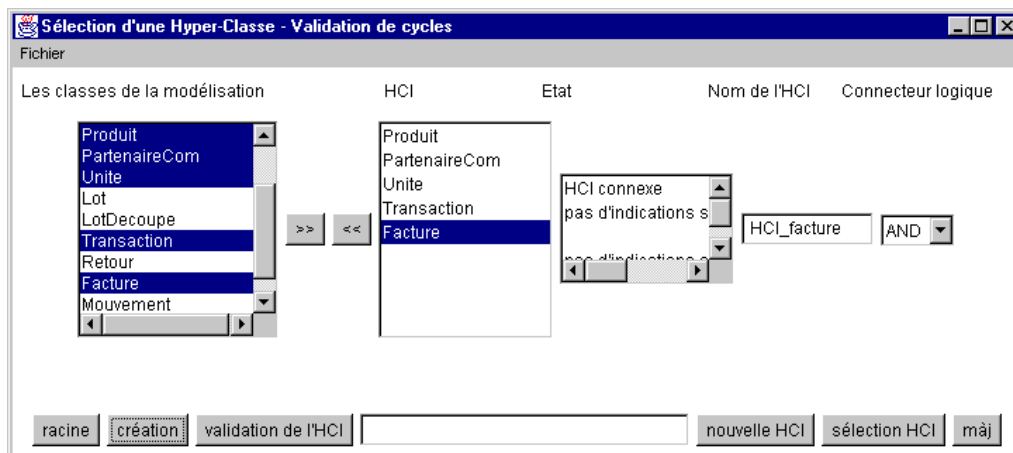 Sélection d'une Hyper-Classe - Validation de cycles
Fichier
Les classes de la modélisation HCI Etat Nom de l'HCI Connecteur logique
Produit
PartenaireCom
Unite
Lot
LotDecoupe
Transaction
Retour
Facture
Mouvement
>> <<
Produit
PartenaireCom
Unite
Transaction
Facture
HCI connexe
pas d'indications s
pas d'indications s
HCI_facture
AND
racine création validation de l'HCI nouvelle HCI sélection HCI màj